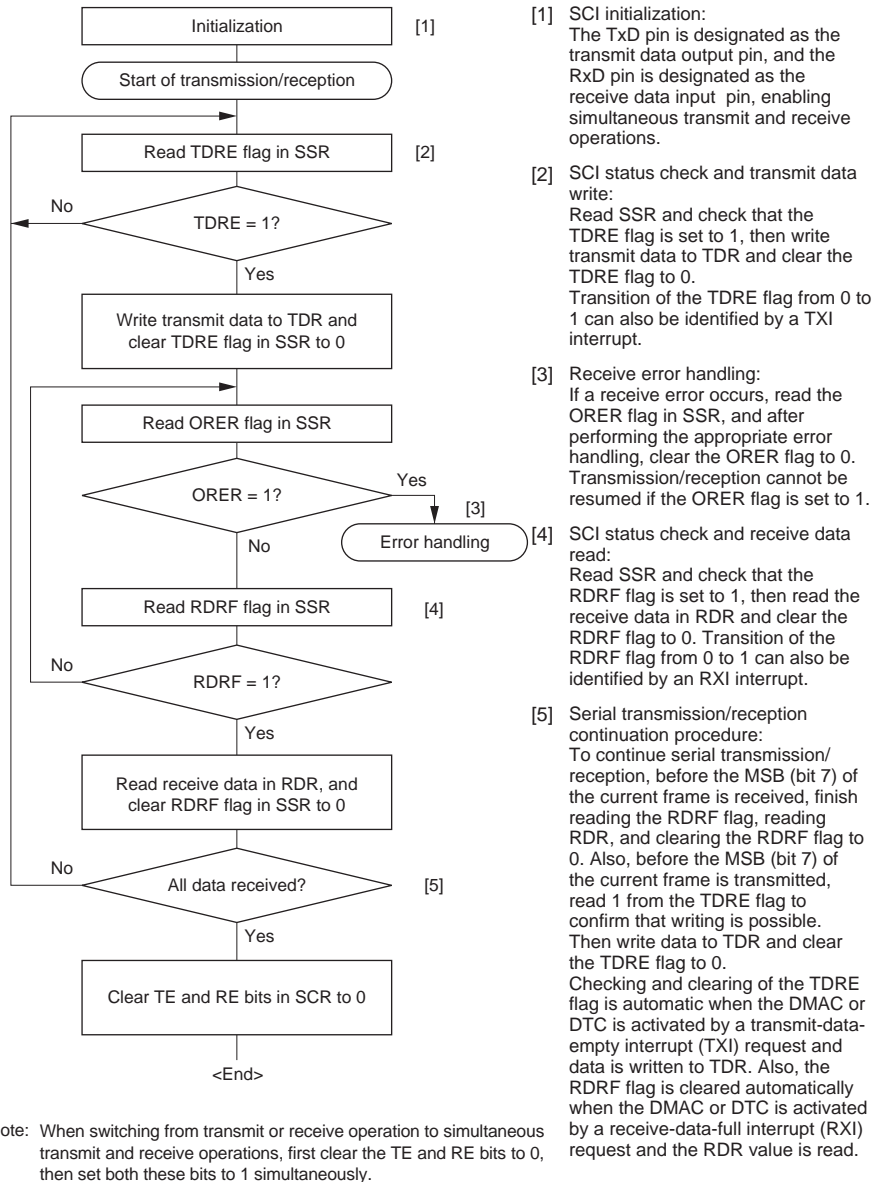 Initialization
[1]
Start of transmission/reception
Read TDRE flag in SSR
[2]
No
TDRE = 1?
Yes
Write transmit data to TDR and
clear TDRE flag in SSR to 0
Read ORER flag in SSR
ORER = 1?
Yes
[3]
Error handling
No
Read RDRF flag in SSR
[4]
No
RDRF = 1?
Yes
Read receive data in RDR, and
clear RDRF flag in SSR to 0
No
All data received?
[5]
Yes
Clear TE and RE bits in SCR to 0
<End>
[1] SCI initialization:
The TxD pin is designated as the
transmit data output pin, and the
RxD pin is designated as the
receive data input pin, enabling
simultaneous transmit and receive
operations.
[2] SCI status check and transmit data
write:
Read SSR and check that the
TDRE flag is set to 1, then write
transmit data to TDR and clear the
TDRE flag to 0.
Transition of the TDRE flag from 0 to
1 can also be identified by a TXI
interrupt.
[3] Receive error handling:
If a receive error occurs, read the
ORER flag in SSR, and after
performing the appropriate error
handling, clear the ORER flag to 0.
Transmission/reception cannot be
resumed if the ORER flag is set to 1.
[4] SCI status check and receive data
read:
Read SSR and check that the
RDRF flag is set to 1, then read the
receive data in RDR and clear the
RDRF flag to 0. Transition of the
RDRF flag from 0 to 1 can also be
identified by an RXI interrupt.
[5] Serial transmission/reception
continuation procedure:
To continue serial transmission/
reception, before the MSB (bit 7) of
the current frame is received, finish
reading the RDRF flag, reading
RDR, and clearing the RDRF flag to
0. Also, before the MSB (bit 7) of
the current frame is transmitted,
read 1 from the TDRE flag to
confirm that writing is possible.
Then write data to TDR and clear
the TDRE flag to 0.
Checking and clearing of the TDRE
flag is automatic when the DMAC or
DTC is activated by a transmit-data-
empty interrupt (TXI) request and
data is written to TDR. Also, the
RDRF flag is cleared automatically
when the DMAC or DTC is activated
by a receive-data-full interrupt (RXI)
request and the RDR value is read.
ote: When switching from transmit or receive operation to simultaneous
transmit and receive operations, first clear the TE and RE bits to 0,
then set both these bits to 1 simultaneously.